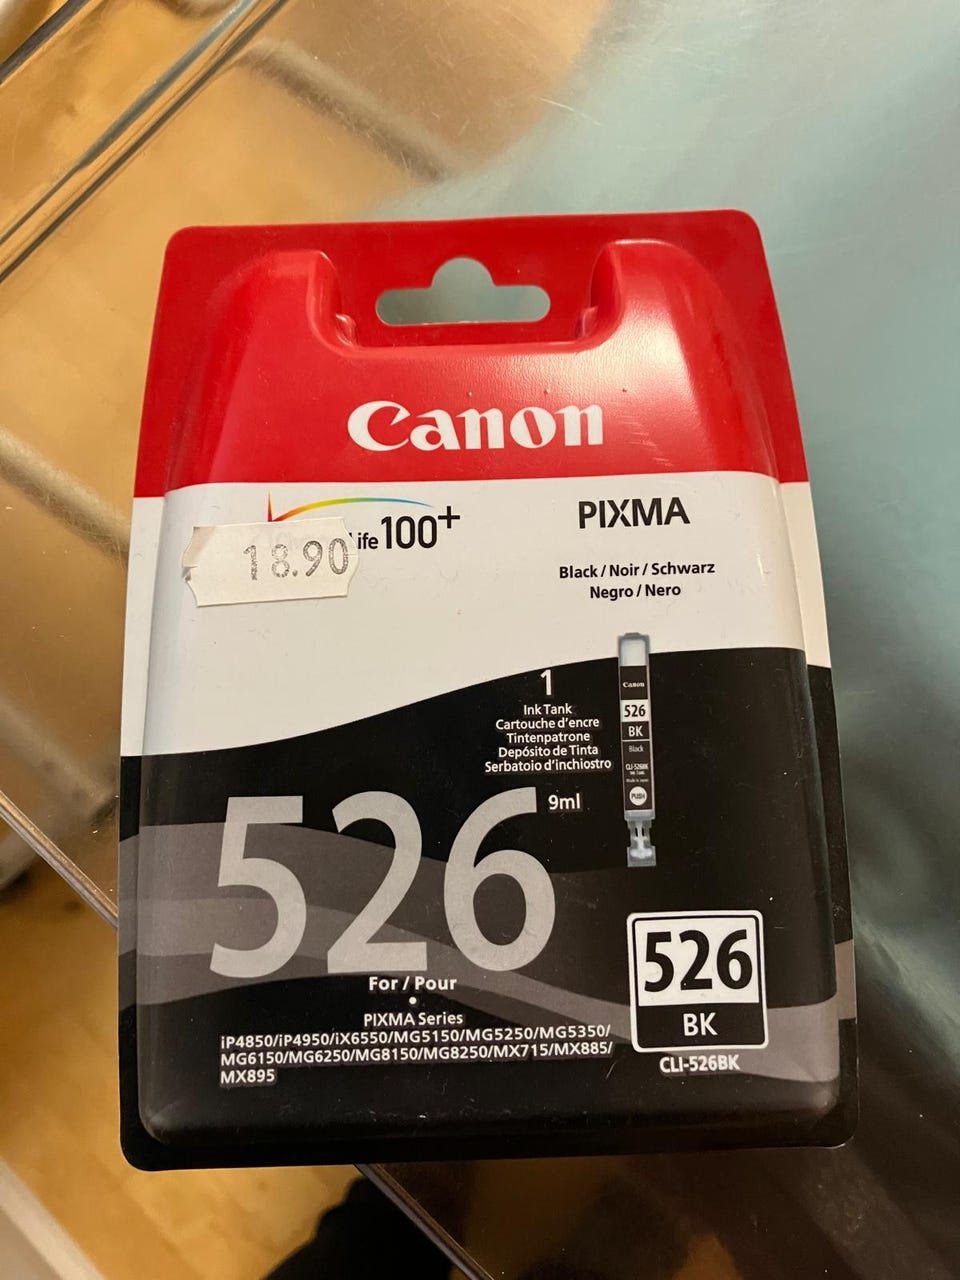 Canon
ife 100+
18.90
PIXMA
Black / Noir / Schwarz
Negro / Nero
1
Ink Tank
Cartouche d'encre
Tintenpatrone
Depósito de Tinta
Serbatoio d'inchiostro
Canon
526
BK
Black
CLI-526BK
PUSH
526
9ml
For / Pour
PIXMA Series
iP4850/iP4950/iX6550/MG5150/MG5250/MG5350/
MG6150/MG6250/MG8150/MG8250/MX715/MX885/
MX895
526
BK
CLI-526BK